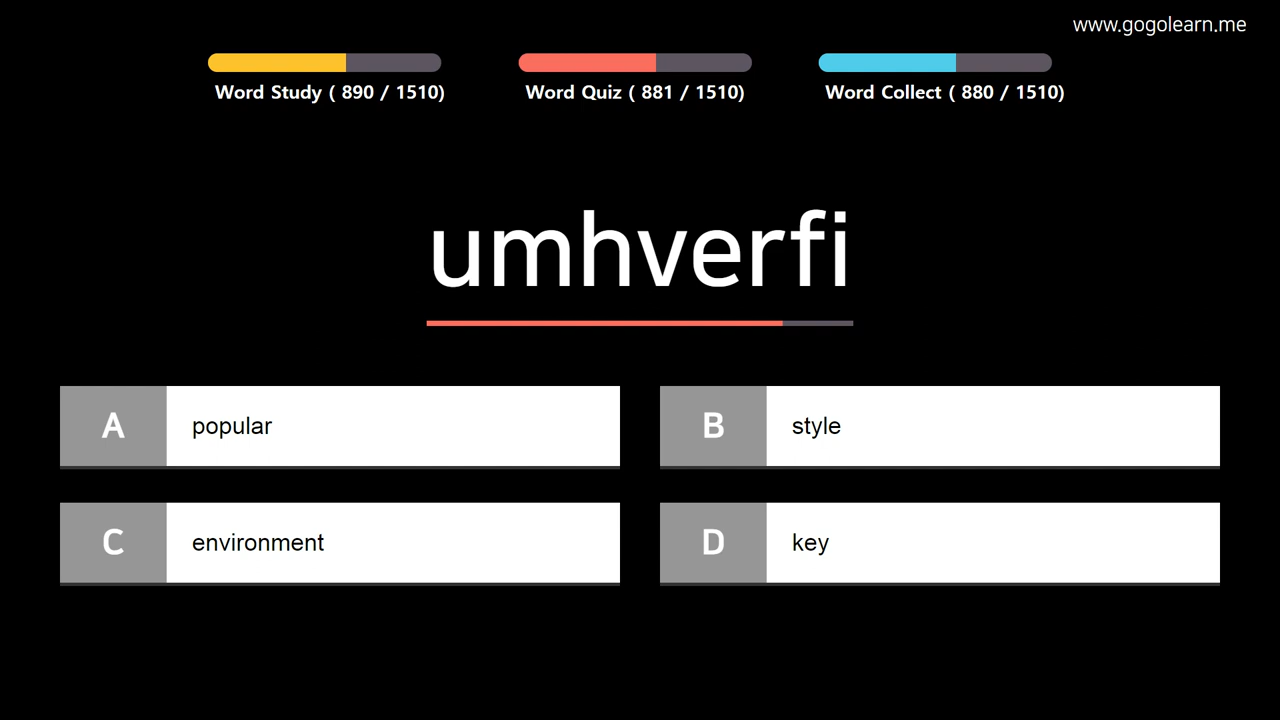 www.gogolearn.me
Word Study ( 890 / 1510)
Word Quiz ( 881 / 1510)
Word Collect ( 880 / 1510)
umhverfi
A popular
B style
C environment
D key